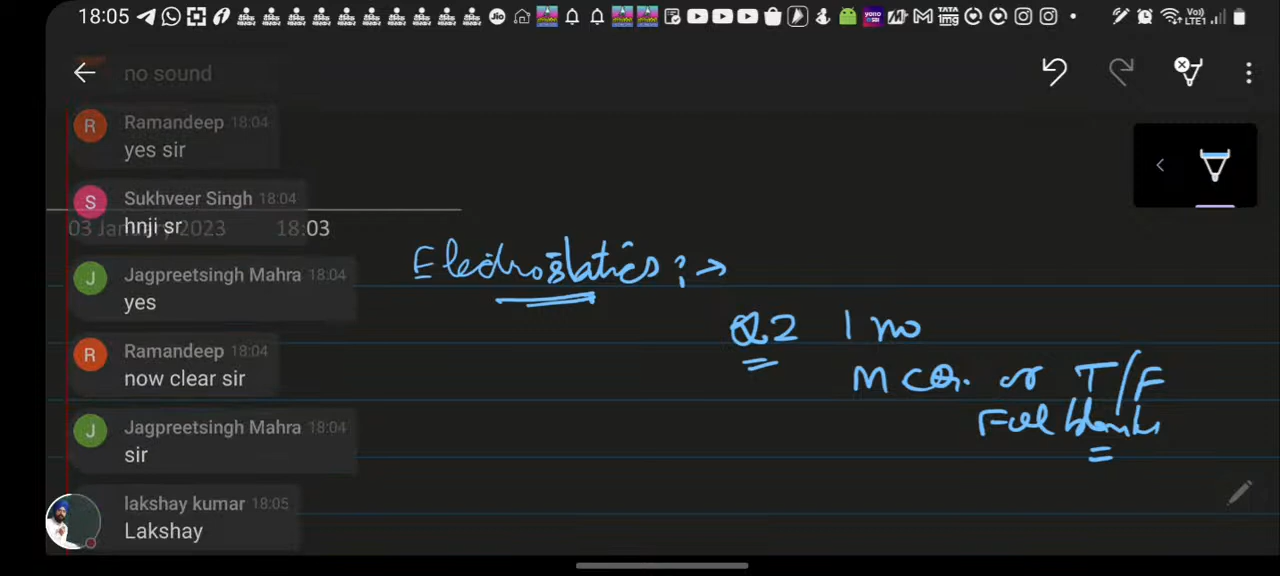 18:05
no sound
Ramandeep 18:04
yes sir
Sukhveer Singh 18:04
hnji sr
03 January 2023 18:03
Electrostatics :→
Jagpreetsingh Mahra 18:04
yes
Q.2 1 no
Ramandeep 18:04
now clear sir
MCQ. or T/F
Fill blanks
Jagpreetsingh Mahra 18:04
sir
lakshay kumar 18:05
Lakshay